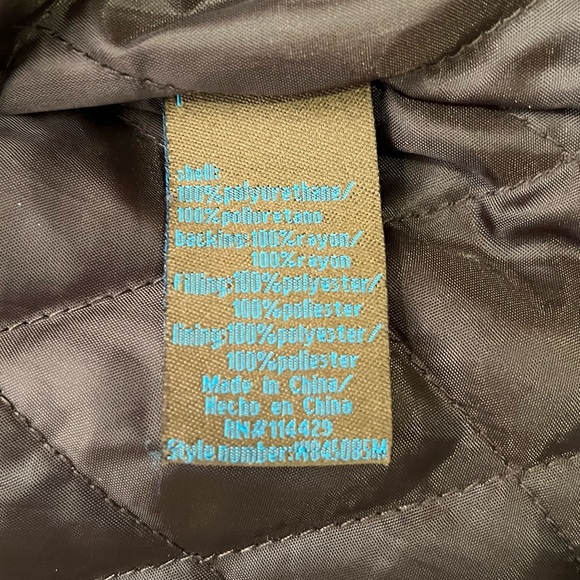 shell:
100%polyurethane/
100%poliuretano
backing:100%rayon/
100%rayon
Filling:100%polyester/
100%poliester
lining:100%polyester/
100%poliester
Made in China/
Hecho en China
RN#114429
Style number:W845085M